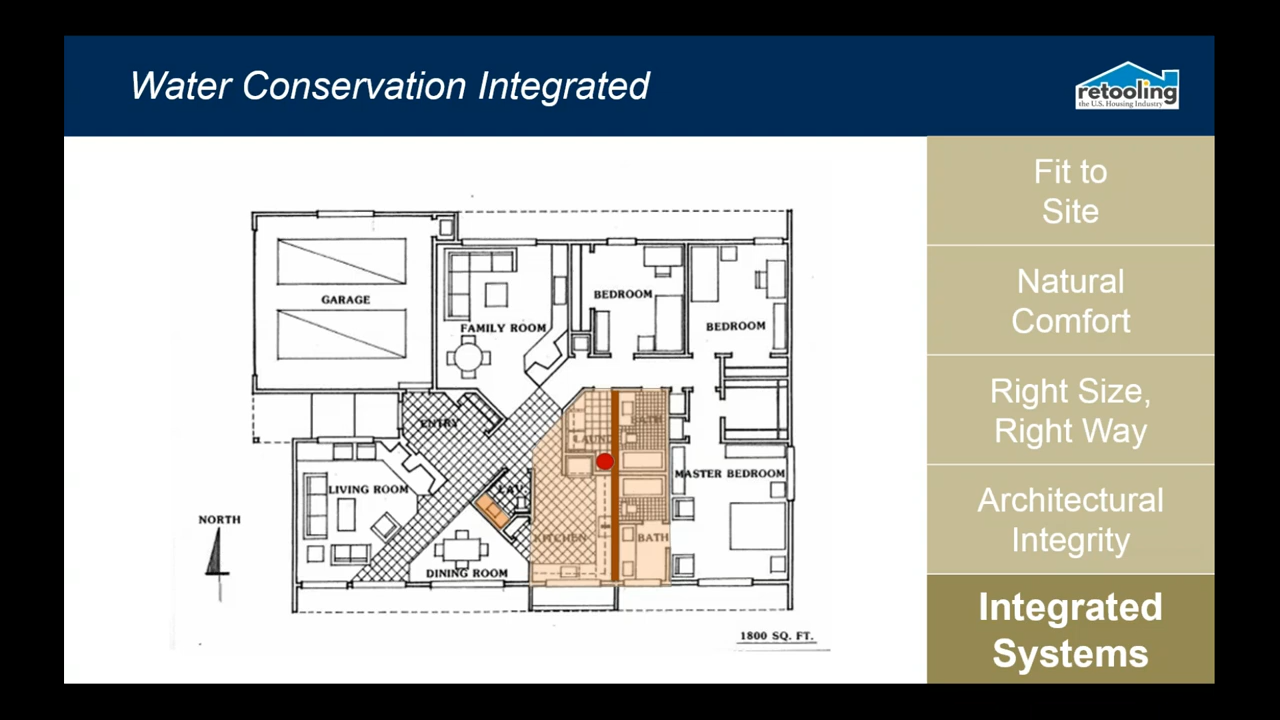 Water Conservation Integrated
retooling
the U.S. Housing Industry
Fit to
Site
Natural
Comfort
Right Size,
Right Way
Architectural
Integrity
Integrated
Systems
GARAGE
FAMILY ROOM
BEDROOM
BEDROOM
ENTRY
BATH
LIVING ROOM
MASTER BEDROOM
LAV.
KITCHEN
BATH
DINING ROOM
NORTH
1800 SQ. FT.